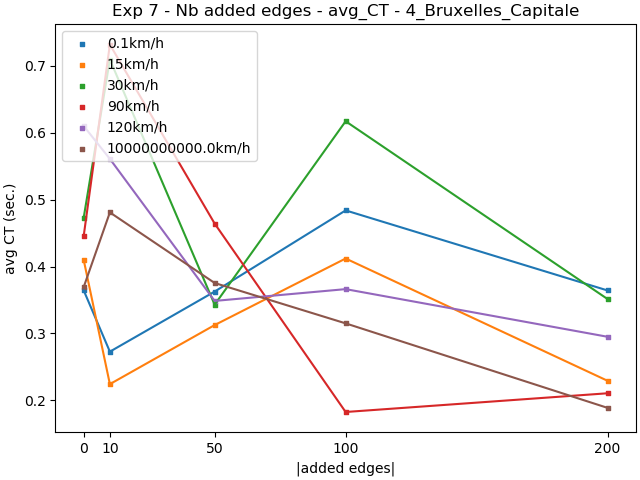 Exp 7 - Nb added edges - avg_CT - 4_Bruxelles_Capitale
0.1km/h
15km/h
30km/h
90km/h
120km/h
10000000000.0km/h
avg CT (sec.)
0.7
0.6
0.5
0.4
0.3
0.2
0 10 50 100 200
|added edges|